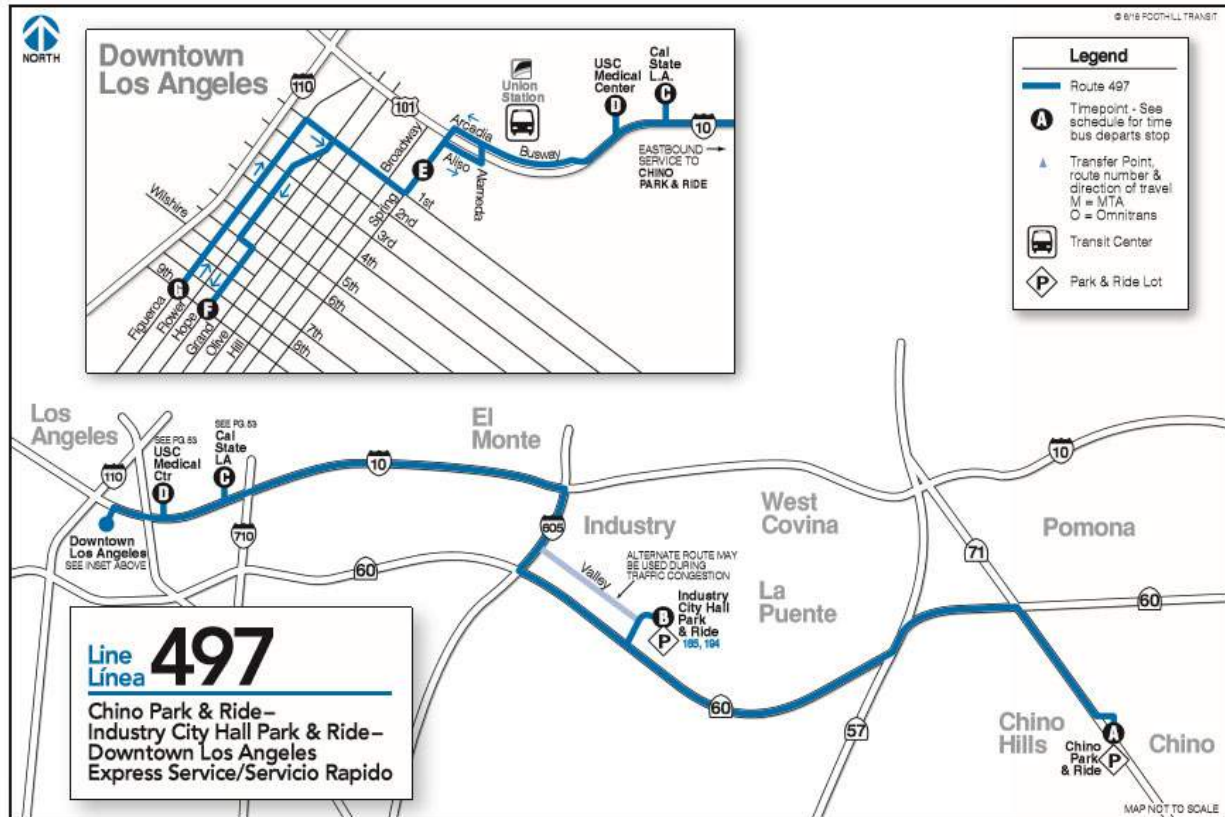 NORTH
© 6/16 FOOTHILL TRANSIT
Downtown
Los Angeles
110
101
Union
Station
USC
Medical
Center
D
Cal
State
L.A.
C
10
Broadway
Arcadia
Busway
Aliso
Alameda
E
EASTBOUND
SERVICE TO
CHINO
PARK & RIDE
Wilshire
Spring
1st
2nd
3rd
4th
5th
6th
7th
8th
9th
G
F
Figueroa
Flower
Hope
Grand
Olive
Hill
Legend
Route 497
A
Timepoint - See
schedule for time
bus departs stop
Transfer Point,
route number &
direction of travel
M = MTA
O = Omnitrans
Transit Center
P
Park & Ride Lot
Los
Angeles
110
SEE PG. 53
USC
Medical
Ctr
D
SEE PG. 53
Cal
State
LA
C
710
10
El
Monte
605
Industry
West
Covina
10
Pomona
71
Downtown
Los Angeles
SEE INSET ABOVE
60
Valley
ALTERNATE ROUTE MAY
BE USED DURING
TRAFFIC CONGESTION
B
P
Industry
City Hall
Park
& Ride
185, 194
La
Puente
60
60
57
Chino
Hills
A
P
Chino
Park
& Ride
Chino
Line
Línea
497
Chino Park & Ride–
Industry City Hall Park & Ride–
Downtown Los Angeles
Express Service/Servicio Rapido
MAP NOT TO SCALE